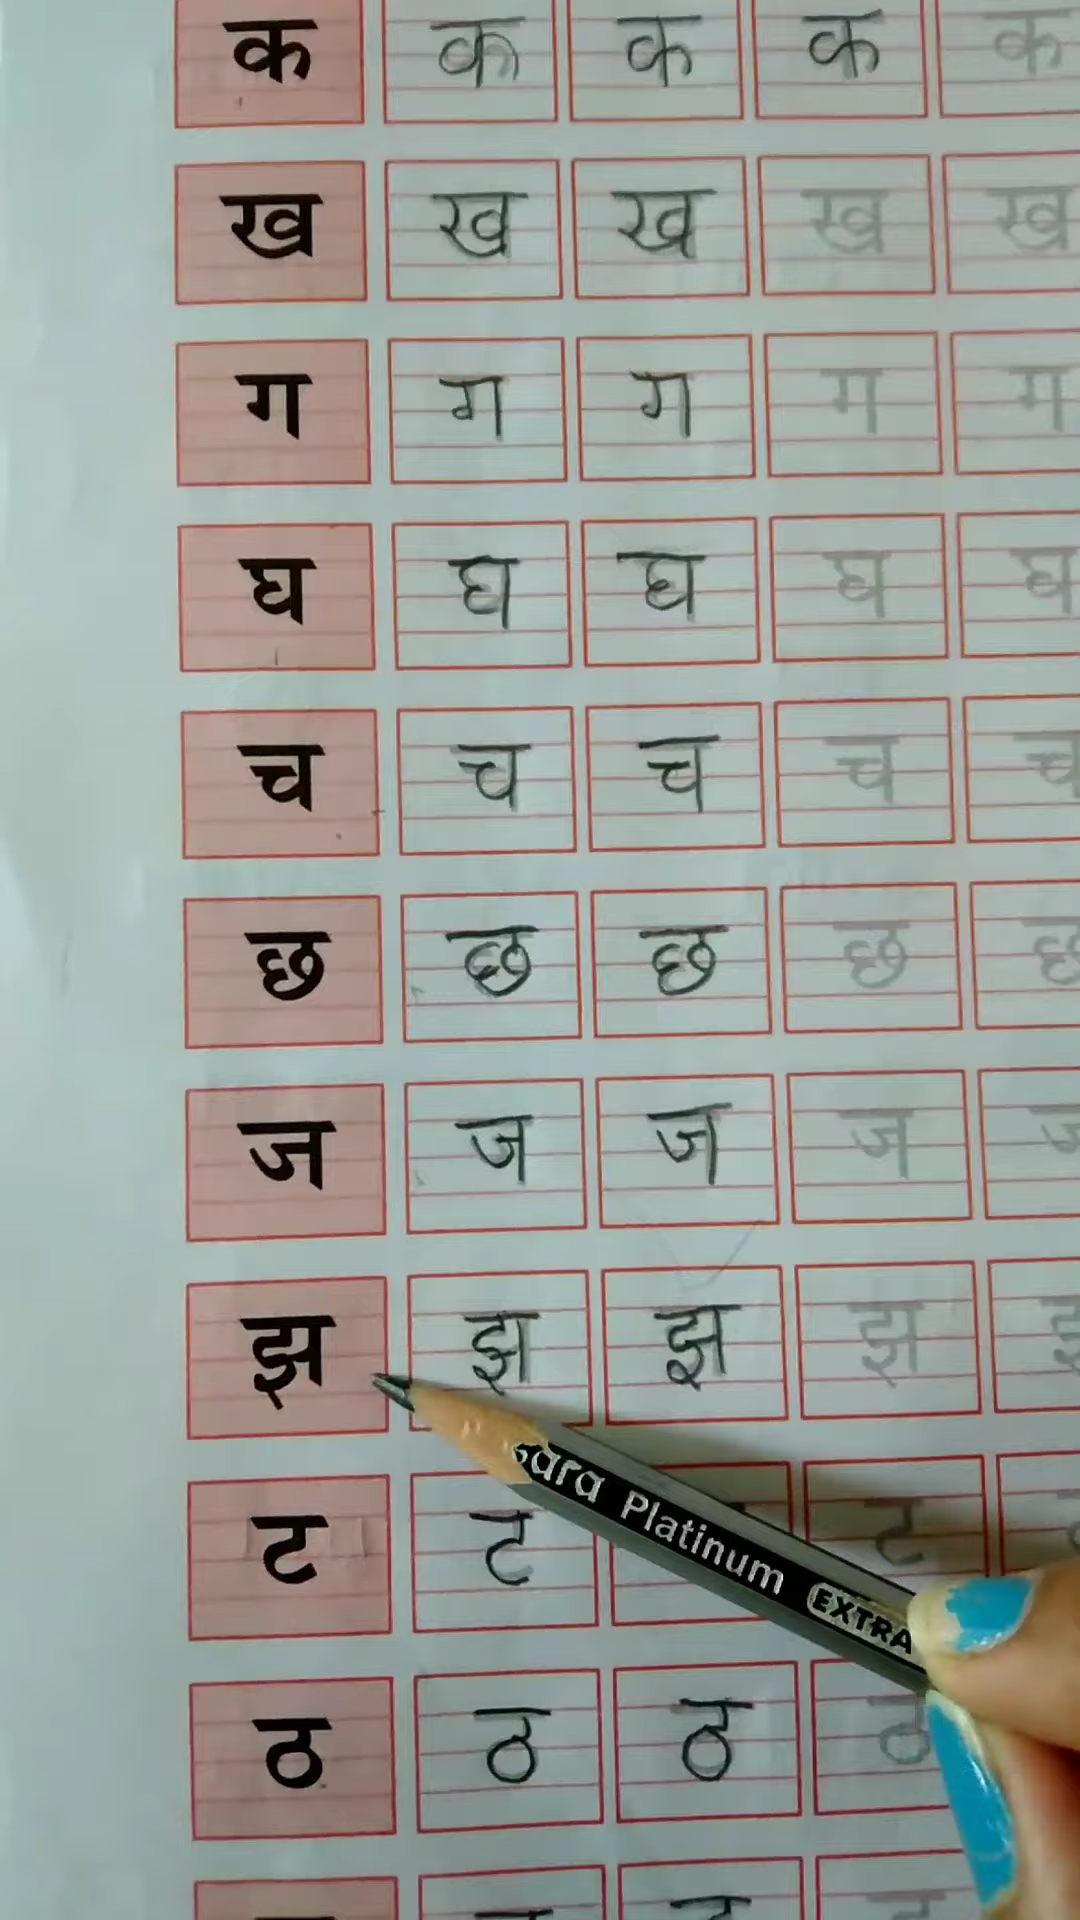 क क क क क
ख ख ख ख ख
ग ग ग ग ग
घ घ घ घ घ
च च च च च
छ छ छ छ छ
ज ज ज ज ज
झ झ झ झ झ
ट ट ट
Platinum EXTRA
ठ ठ ठ ठ